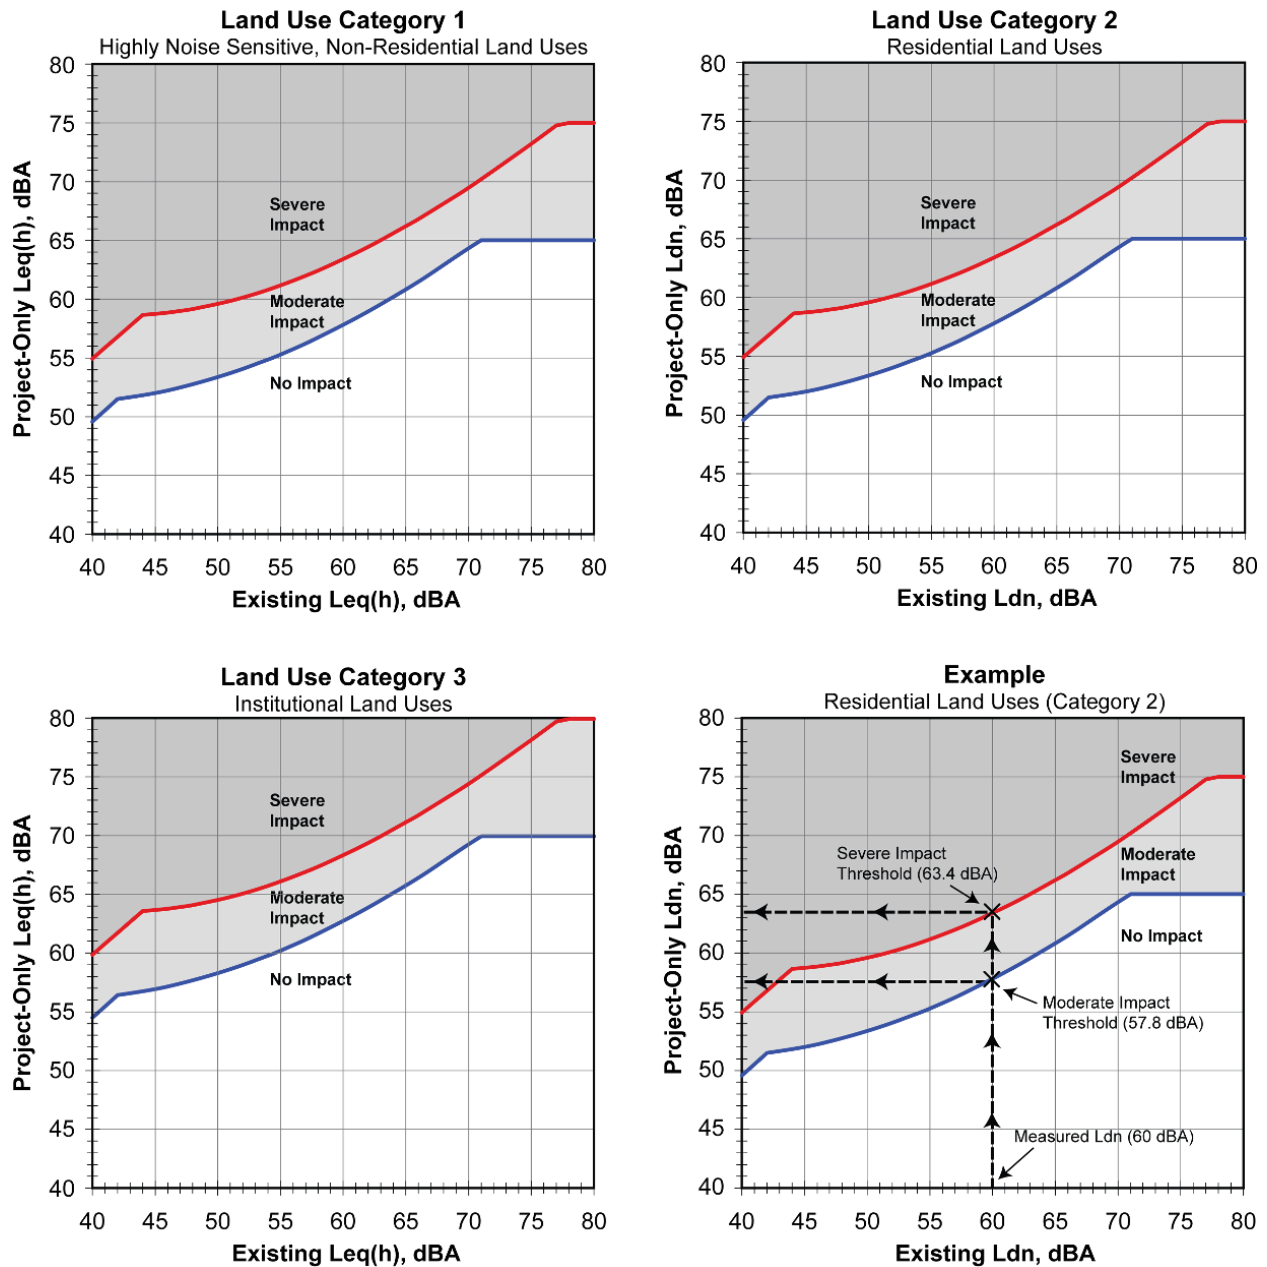 Land Use Category 1
Highly Noise Sensitive, Non-Residential Land Uses
80
75
70
65
60
55
50
45
40
Project-Only Leq(h), dBA
Severe
Impact
Moderate
Impact
No Impact
40 45 50 55 60 65 70 75 80
Existing Leq(h), dBA
Land Use Category 2
Residential Land Uses
80
75
70
65
60
55
50
45
40
Project-Only Ldn, dBA
Severe
Impact
Moderate
Impact
No Impact
40 45 50 55 60 65 70 75 80
Existing Ldn, dBA
Land Use Category 3
Institutional Land Uses
80
75
70
65
60
55
50
45
40
Project-Only Leq(h), dBA
Severe
Impact
Moderate
Impact
No Impact
40 45 50 55 60 65 70 75 80
Existing Leq(h), dBA
Example
Residential Land Uses (Category 2)
80
75
70
65
60
55
50
45
40
Project-Only Ldn, dBA
Severe
Impact
Severe Impact
Threshold (63.4 dBA)
Moderate
Impact
No Impact
Moderate Impact
Threshold (57.8 dBA)
Measured Ldn (60 dBA)
40 45 50 55 60 65 70 75 80
Existing Ldn, dBA